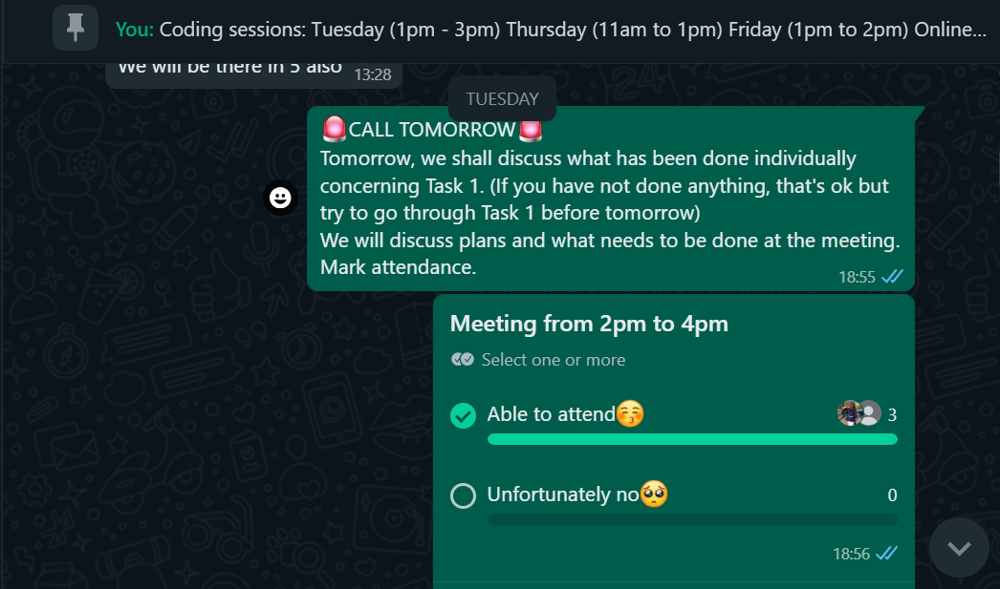 You: Coding sessions: Tuesday (1pm - 3pm) Thursday (11am to 1pm) Friday (1pm to 2pm) Online...
We will be there in 5 also 13:28
TUESDAY
🚨CALL TOMORROW🚨
Tomorrow, we shall discuss what has been done individually
concerning Task 1. (If you have not done anything, that's ok but
try to go through Task 1 before tomorrow)
We will discuss plans and what needs to be done at the meeting.
Mark attendance.
18:55
Meeting from 2pm to 4pm
Select one or more
Able to attend😚 3
Unfortunately no🥺 0
18:56